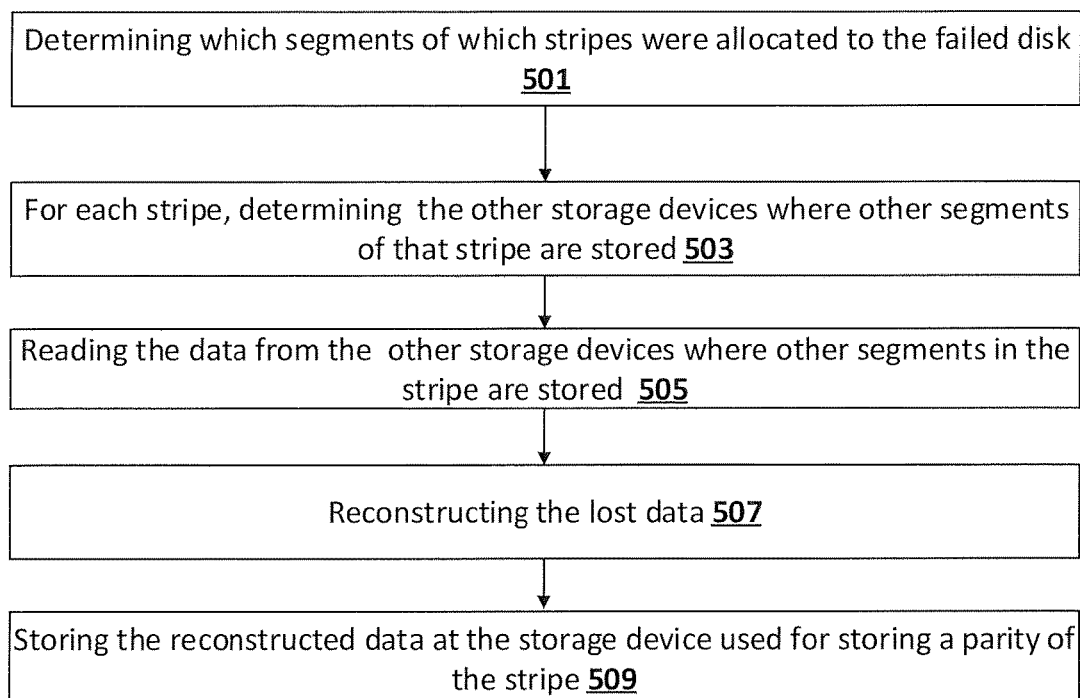 Determining which segments of which stripes were allocated to the failed disk
501
For each stripe, determining the other storage devices where other segments
of that stripe are stored 503
Reading the data from the other storage devices where other segments in the
stripe are stored 505
Reconstructing the lost data 507
Storing the reconstructed data at the storage device used for storing a parity of
the stripe 509